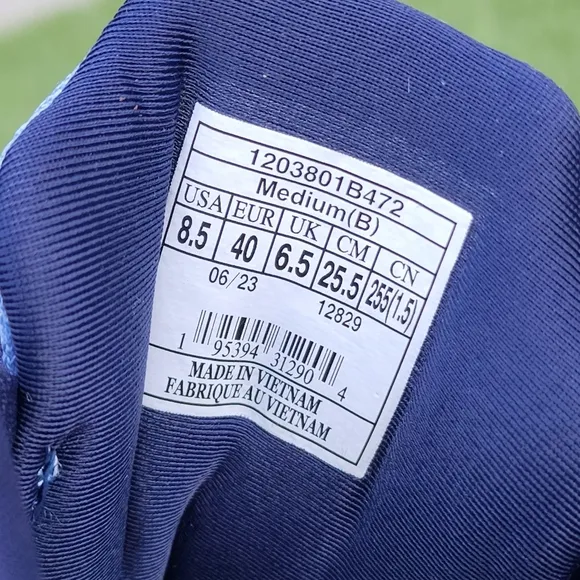 1203801B472
Medium(B)
USA EUR UK CM CN
8.5 40 6.5 25.5 255(1.5)
06/23 12829
1 95394 31290 4
MADE IN VIETNAM
FABRIQUE AU VIETNAM